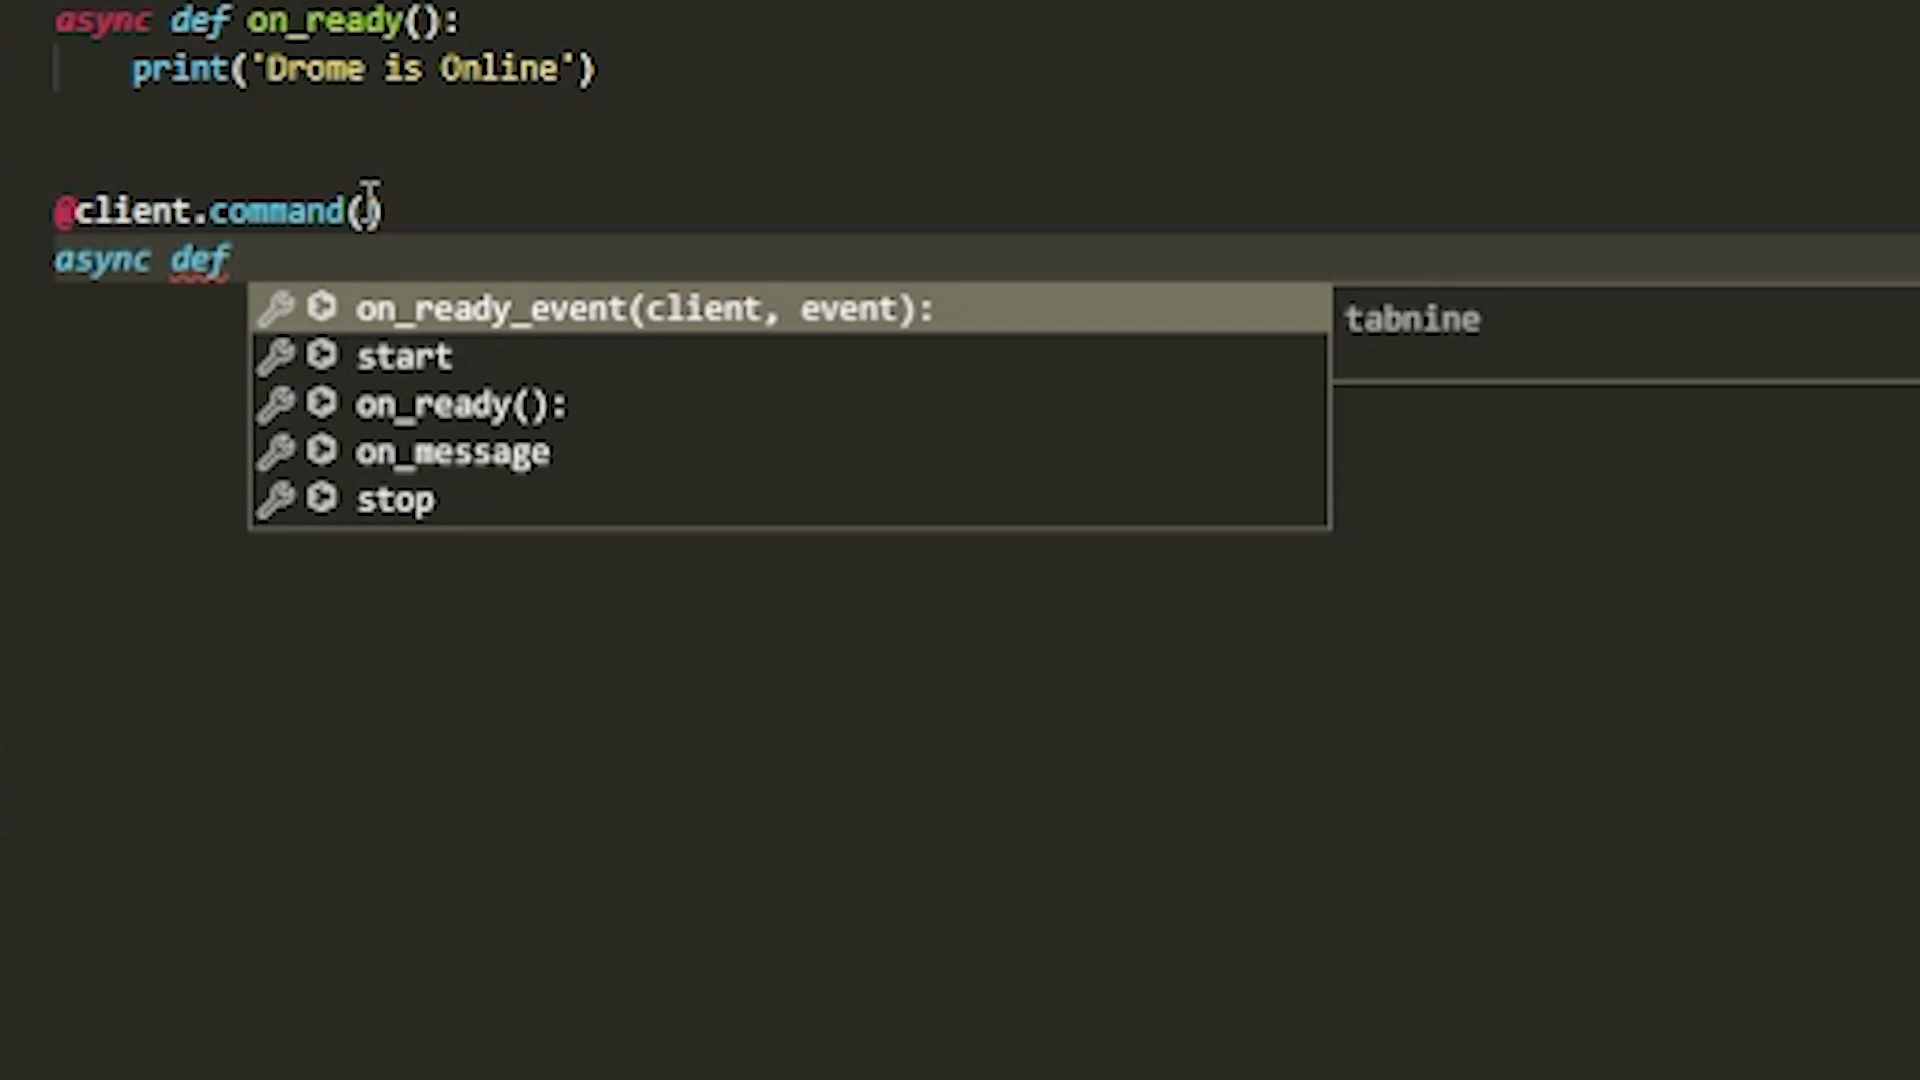 async def on_ready():
print('Drome is Online')
@client.command()
async def
on_ready_event(client, event):
tabnine
start
on_ready():
on_message
stop